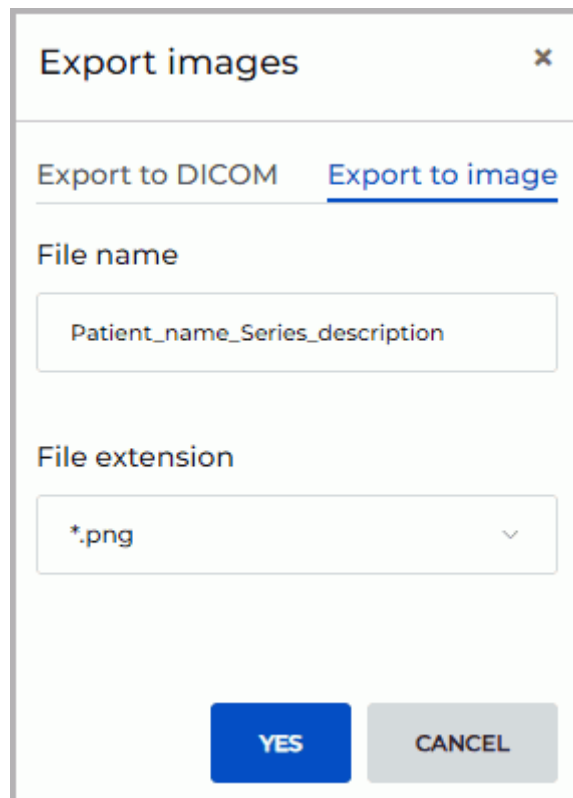 Export images
Export to DICOM Export to image
File name
Patient_name_Series_description
File extension
*.png
YES CANCEL